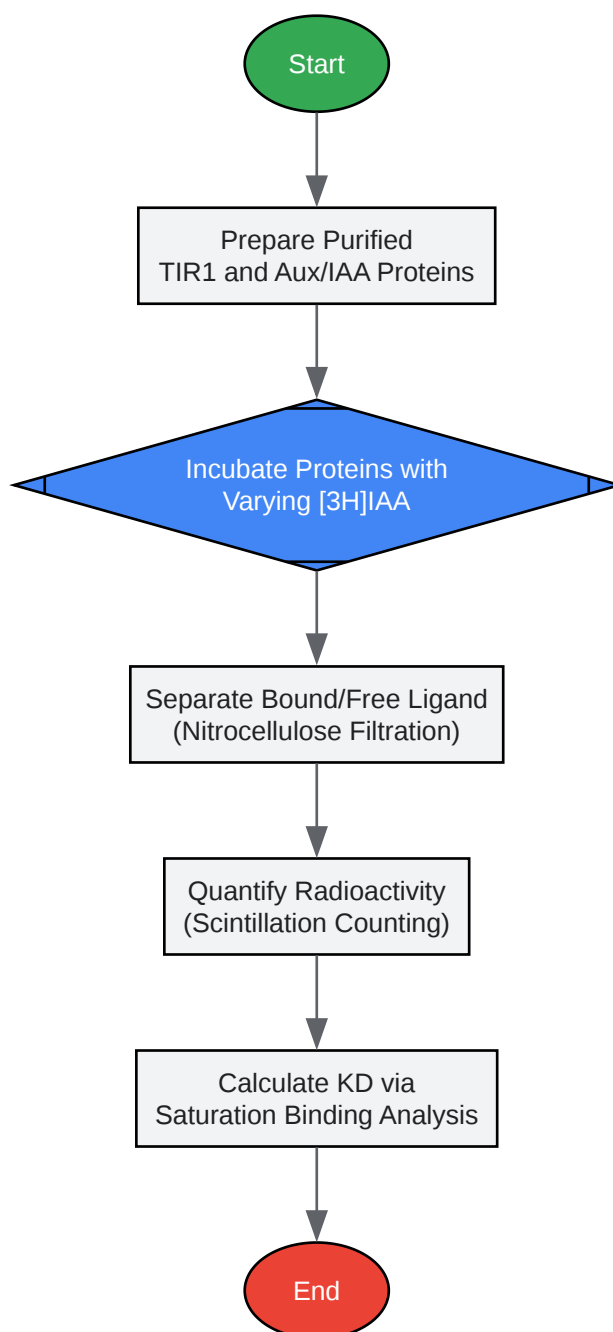 Start
Prepare Purified
TIR1 and Aux/IAA Proteins
Incubate Proteins with
Varying [3H]IAA
Separate Bound/Free Ligand
(Nitrocellulose Filtration)
Quantify Radioactivity
(Scintillation Counting)
Calculate KD via
Saturation Binding Analysis
End